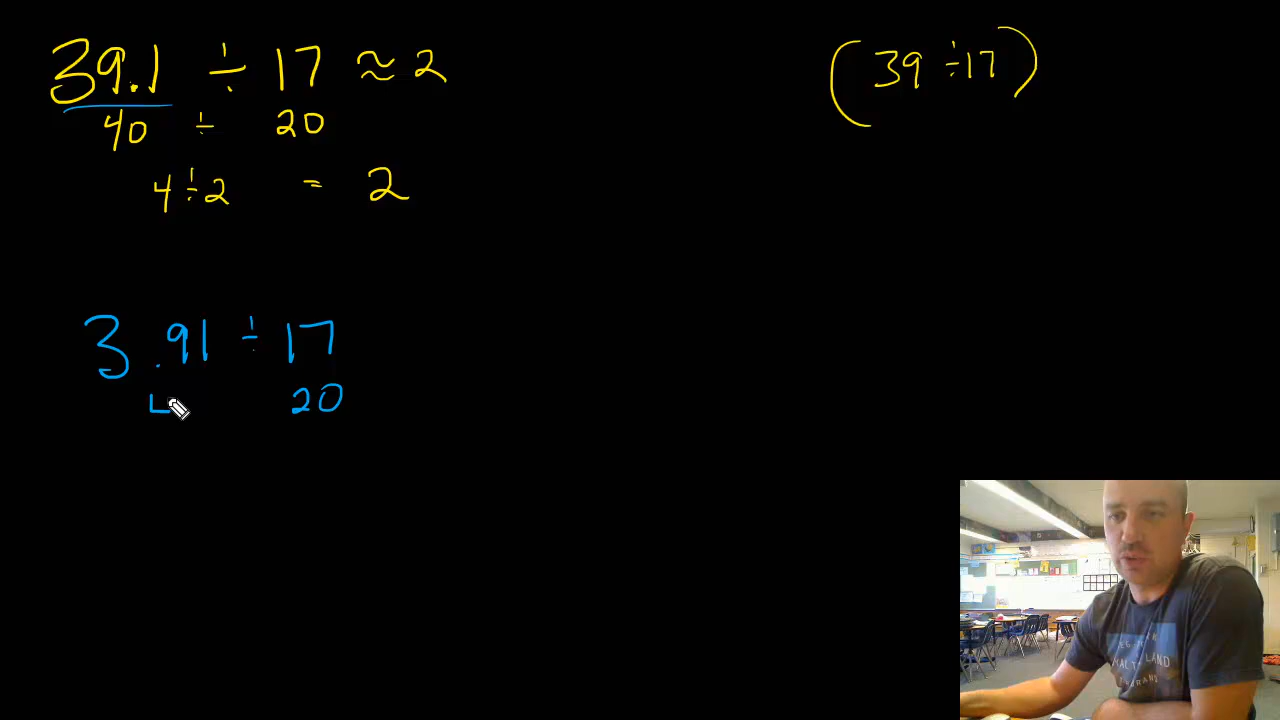 39.1 ÷ 17 ≈ 2
(39 ÷ 17)
40 ÷ 20
4 ÷ 2 = 2
3.91 ÷ 17
20